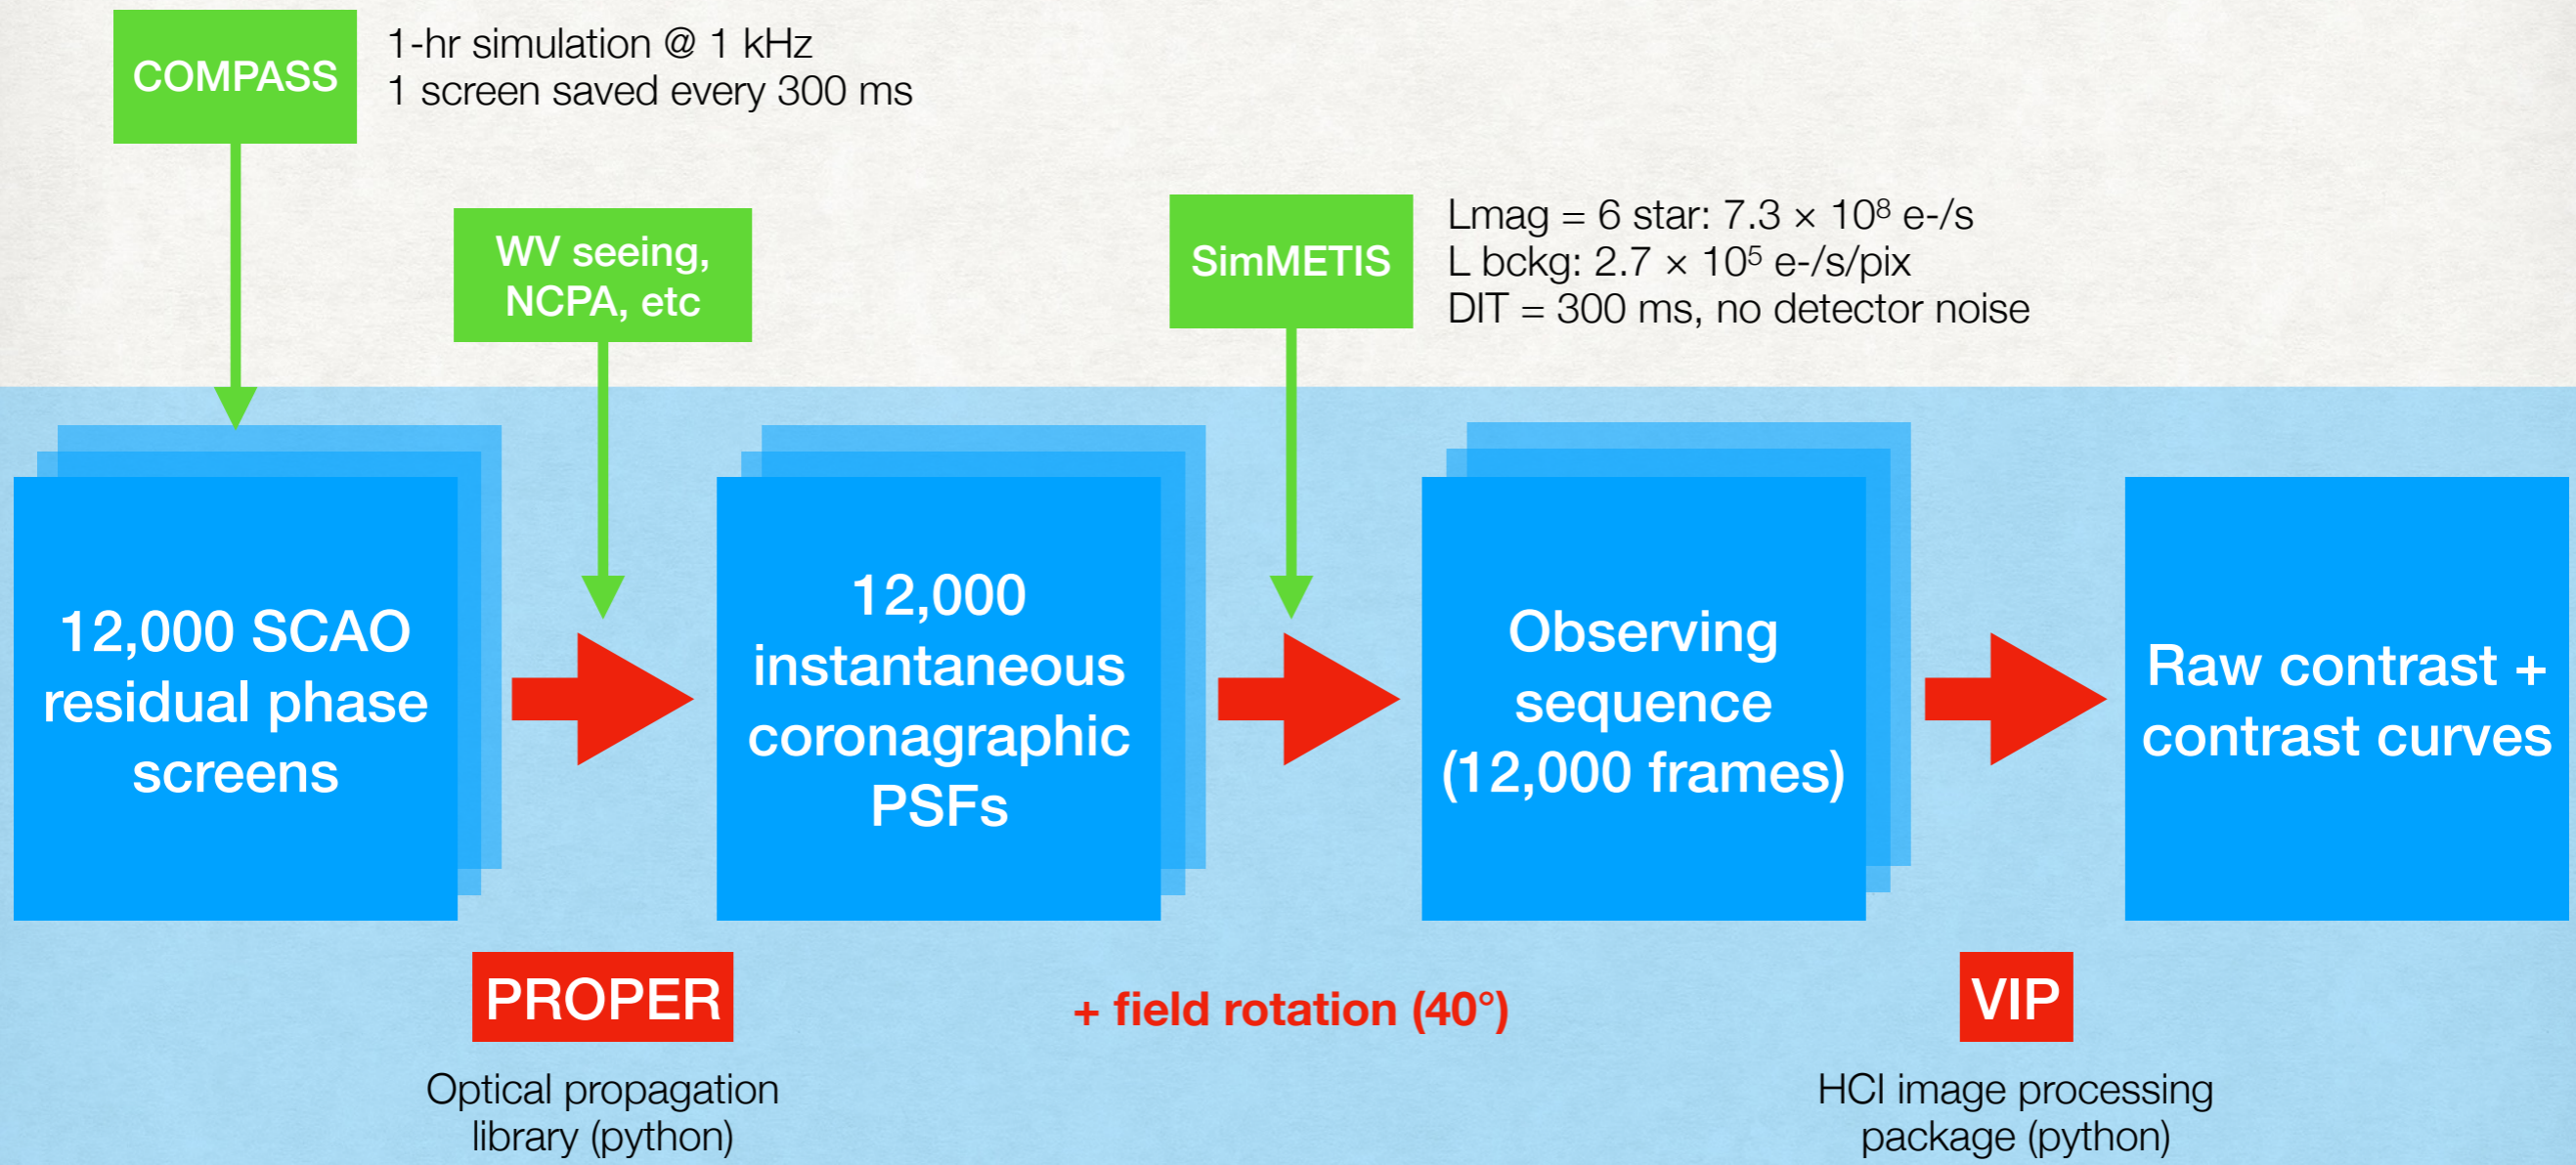 COMPASS
1-hr simulation @ 1 kHz
1 screen saved every 300 ms
WV seeing,
NCPA, etc
SimMETIS
Lmag = 6 star: 7.3 × 10⁸ e-/s
L bckg: 2.7 × 10⁵ e-/s/pix
DIT = 300 ms, no detector noise
12,000 SCAO
residual phase
screens
12,000
instantaneous
coronagraphic
PSFs
Observing
sequence
(12,000 frames)
Raw contrast +
contrast curves
PROPER
Optical propagation
library (python)
+ field rotation (40°)
VIP
HCI image processing
package (python)